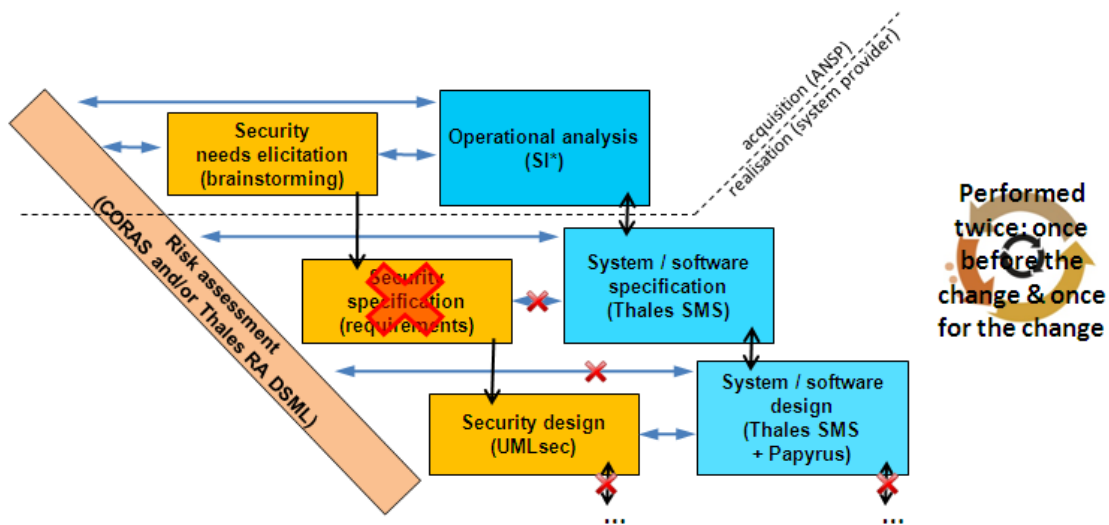 acquisition (ANSP)
realisation (system provider)
Security
needs elicitation
(brainstorming)
Operational analysis
(SI*)
Risk assessment
(CORAS and/or Thales RA DSML)
Security
specification
(requirements)
System / software
specification
(Thales SMS)
Performed
twice: once
before the
change & once
for the change
Security design
(UMLsec)
System / software
design
(Thales SMS
+ Papyrus)
...
...